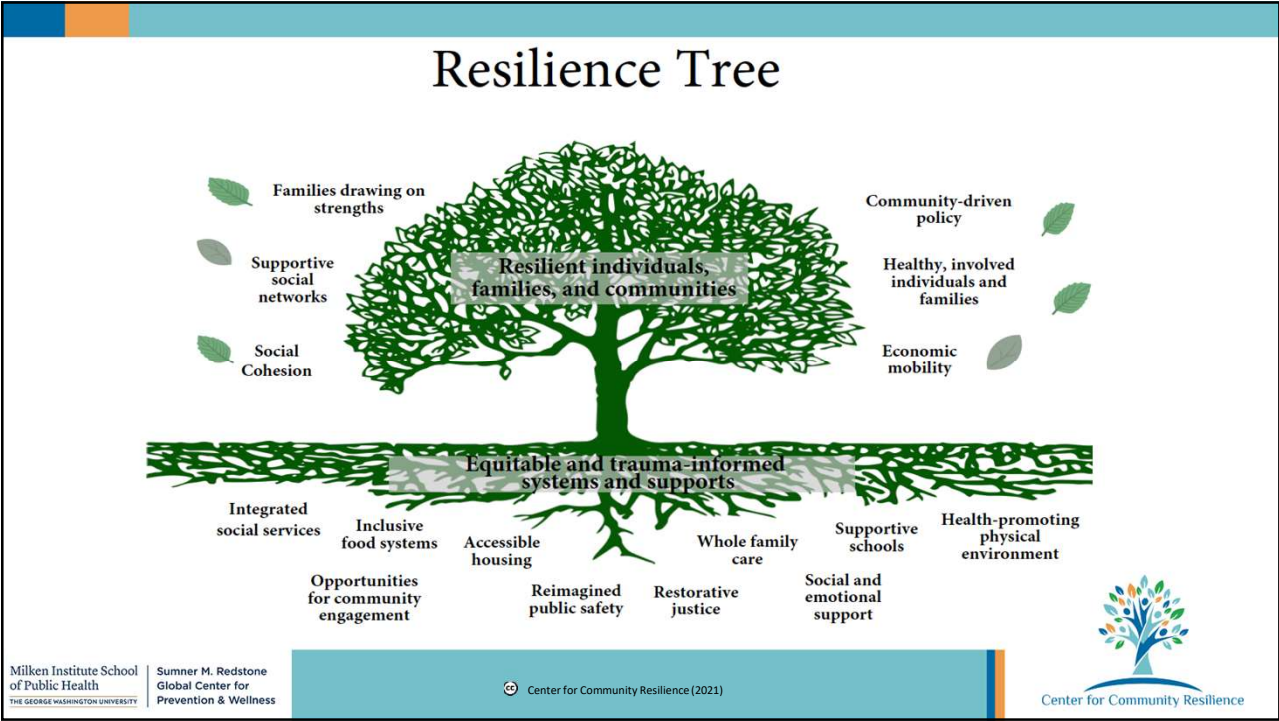 Resilience Tree
Families drawing on
strengths
Supportive
social
networks
Social
Cohesion
Resilient individuals,
families, and communities
Community-driven
policy
Healthy, involved
individuals and
families
Economic
mobility
Equitable and trauma-informed
systems and supports
Integrated
social services
Inclusive
food systems
Accessible
housing
Whole family
care
Supportive
schools
Health-promoting
physical
environment
Opportunities
for community
engagement
Reimagined
public safety
Restorative
justice
Social and
emotional
support
Milken Institute School
of Public Health
THE GEORGE WASHINGTON UNIVERSITY
Sumner M. Redstone
Global Center for
Prevention & Wellness
cc Center for Community Resilience (2021)
Center for Community Resilience